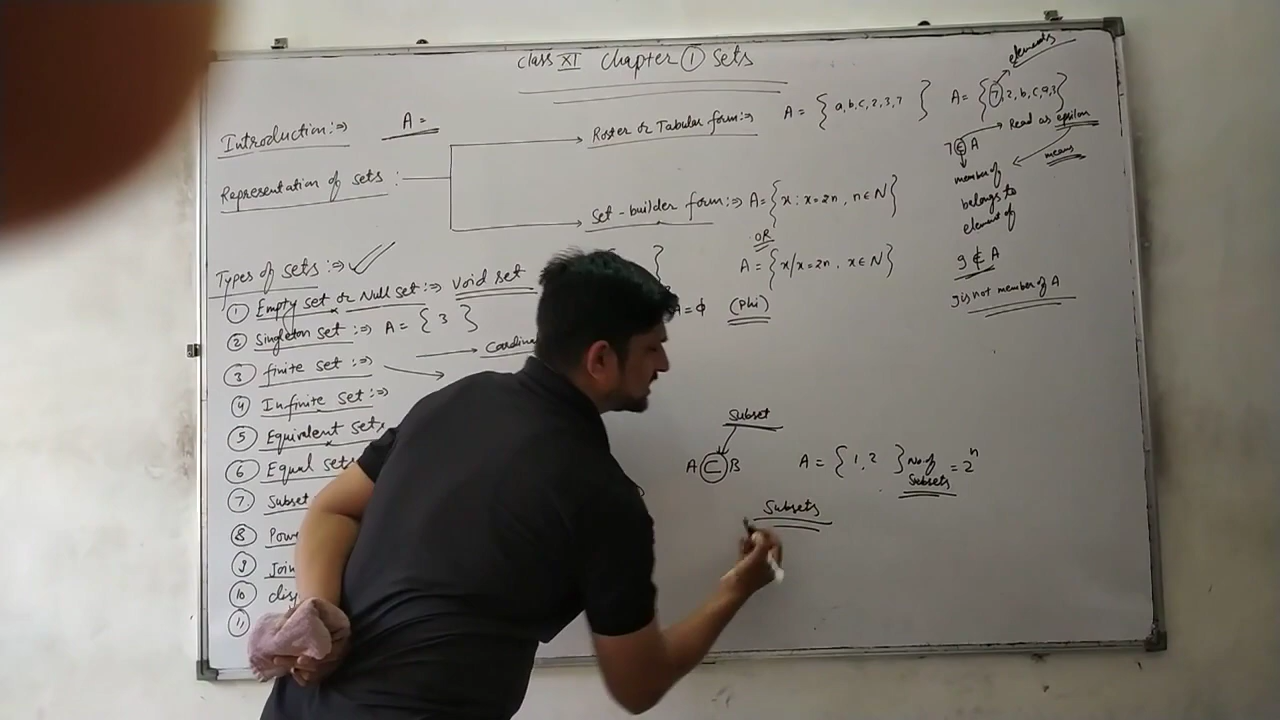 Class XI Chapter ① Sets
Introduction:⇒ A =
Representation of sets :
Roster or Tabular form:⇒ A = { a, b, c, 2, 3, 7 }
Set-builder form:⇒ A = { x : x = 2n, n ∈ N }
OR
A = { x / x = 2n, x ∈ N }
A = { 7, 2, b, c, a, 3 }
elements
7 ∈ A
Read as epsilon
means
member of
belongs to
element of
9 ∉ A
9 is not member of A
Types of sets :⇒
① Empty set or Null set:⇒ Void set
A = ϕ (Phi)
② Singleton set :⇒ A = { 3 }
③ finite set :⇒
④ Infinite set :⇒
⑤ Equivalent sets
⑥ Equal sets
⑦ Subset
⑧
⑨ Join
⑩
⑪
Subset
A ⊂ B
A = { 1, 2 } No. of Subsets = 2ⁿ
Subsets